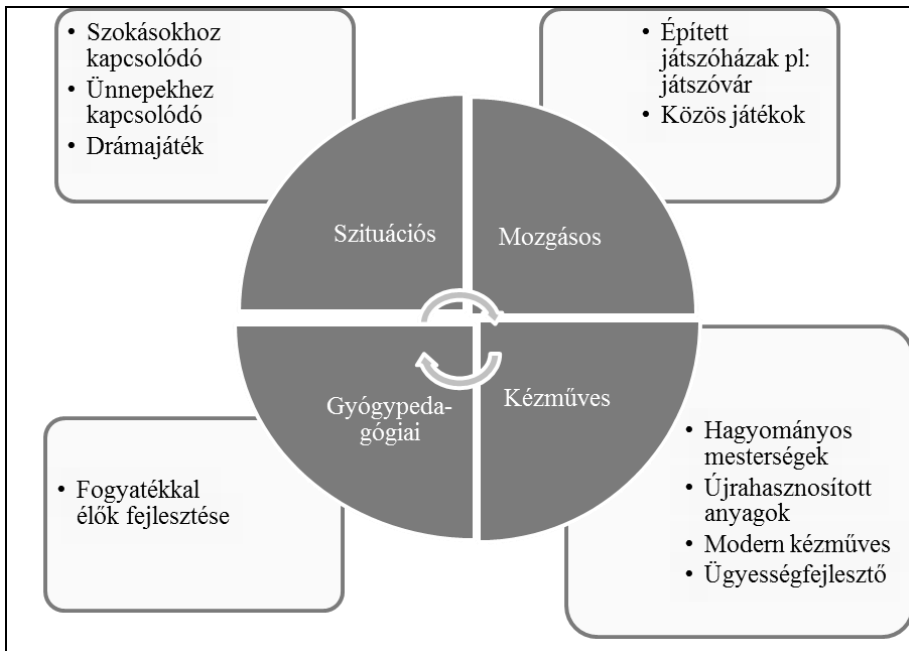 • Szokásokhoz
kapcsolódó
• Ünnepekhez
kapcsolódó
• Drámajáték
• Épített
játszóházak pl:
játszóvár
• Közös játékok
Szituációs
Mozgásos
Gyógypeda-
gógiai
Kézműves
• Fogyatékkal
élők fejlesztése
• Hagyományos
mesterségek
• Újrahasznosított
anyagok
• Modern kézműves
• Ügyességfejlesztő